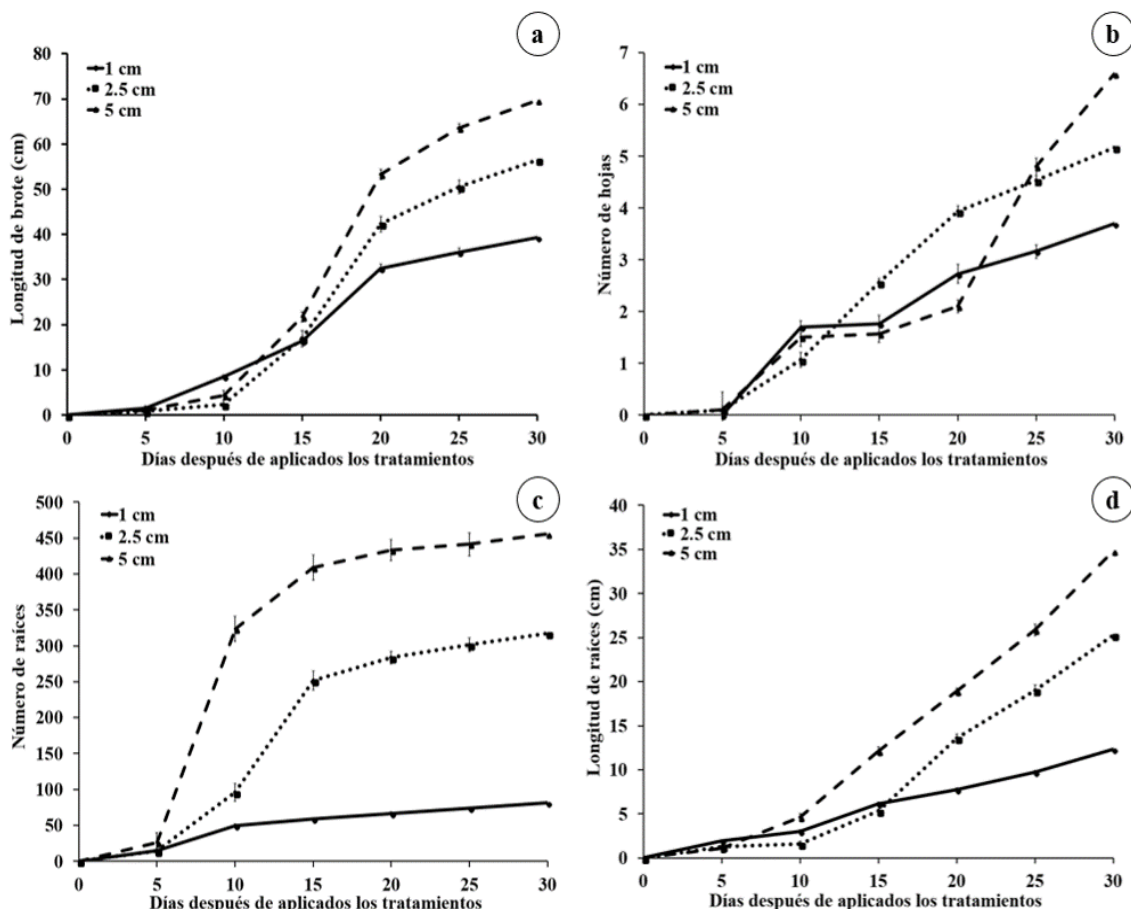 a
80
70
60
50
40
30
20
10
0
Longitud de brote (cm)
1 cm
2.5 cm
5 cm
0 5 10 15 20 25 30
Días después de aplicados los tratamientos
b
7
6
5
4
3
2
1
0
Número de hojas
1 cm
2.5 cm
5 cm
0 5 10 15 20 25 30
Días después de aplicados los tratamientos
c
500
450
400
350
300
250
200
150
100
50
0
Número de raíces
1 cm
2.5 cm
5 cm
0 5 10 15 20 25 30
Días después de aplicados los tratamientos
d
40
35
30
25
20
15
10
5
0
Longitud de raíces (cm)
1 cm
2.5 cm
5 cm
0 5 10 15 20 25 30
Días después de aplicados los tratamientos